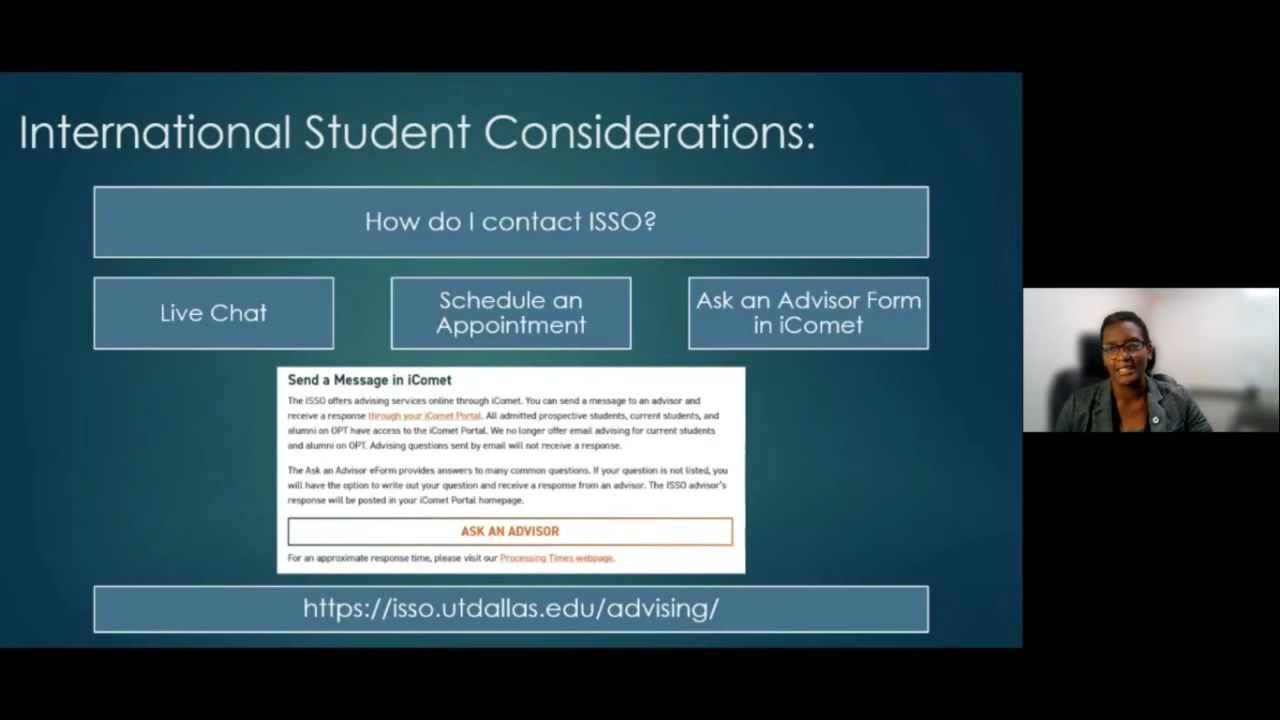 International Student Considerations:
How do I contact ISSO?
Live Chat
Schedule an
Appointment
Ask an Advisor Form
in iComet
Send a Message in iComet
The ISSO offers advising services online through iComet. You can send a message to an advisor and
receive a response through your iComet Portal. All admitted prospective students, current students, and
alumni on OPT have access to the iComet Portal. We no longer offer email advising for current students
and alumni on OPT. Advising questions sent by email will not receive a response.
The Ask an Advisor eForm provides answers to many common questions. If your question is not listed, you
will have the option to write out your question and receive a response from an advisor. The ISSO advisor's
response will be posted in your iComet Portal homepage.
ASK AN ADVISOR
For an approximate response time, please visit our Processing Times webpage.
https://isso.utdallas.edu/advising/